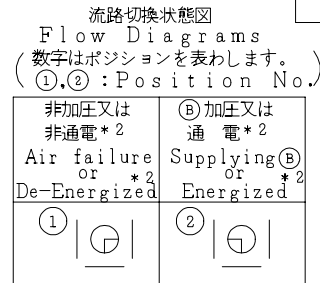 流路切換状態図
Flow Diagrams
(数字はポジションを表わします。
①,②:Position No.)
非加圧又は
非通電*2
Air failure
or *2
De-Energized
Ⓑ加圧又は
通 電*2
SupplyingⒷ
or *2
Energized
①
②